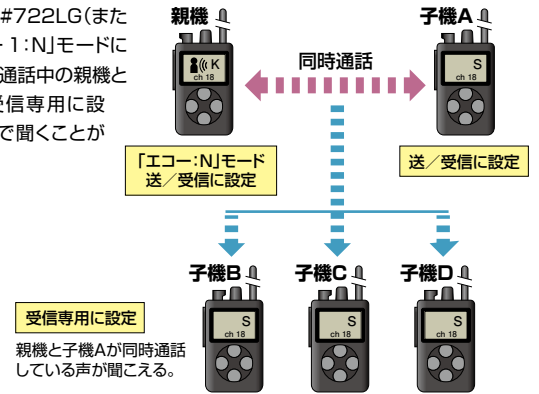 #722LG(また
ー1:N」モードに
通話中の親機と
受信専用に設
で聞くことが
親機
子機A
K
ch 18
同時通話
S
ch 18
「エコー:N」モード
送／受信に設定
送／受信に設定
子機B
子機C
子機D
受信専用に設定
親機と子機Aが同時通話
している声が聞こえる。
S
ch 18
S
ch 18
S
ch 18